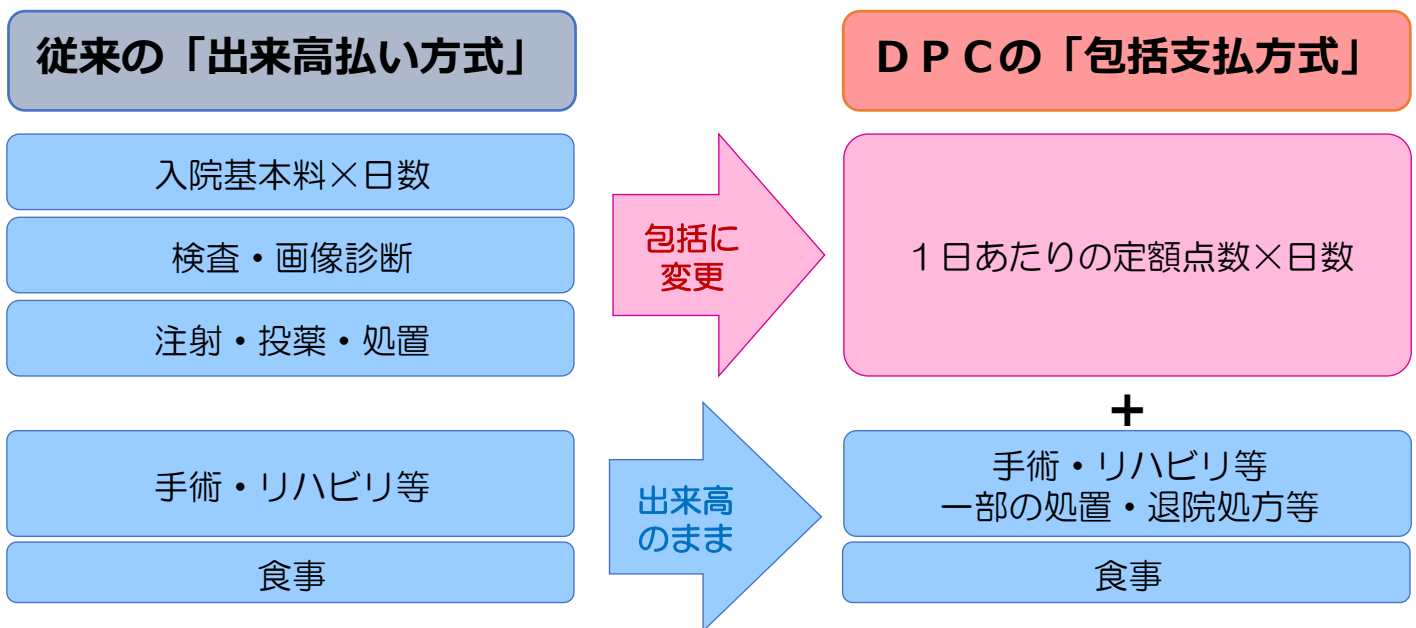 従来の「出来高払い方式」
ＤＰＣの「包括支払方式」
入院基本料×日数
検査・画像診断
注射・投薬・処置
包括に
変更
１日あたりの定額点数×日数
+
手術・リハビリ等
食事
出来高
のまま
手術・リハビリ等
一部の処置・退院処方等
食事